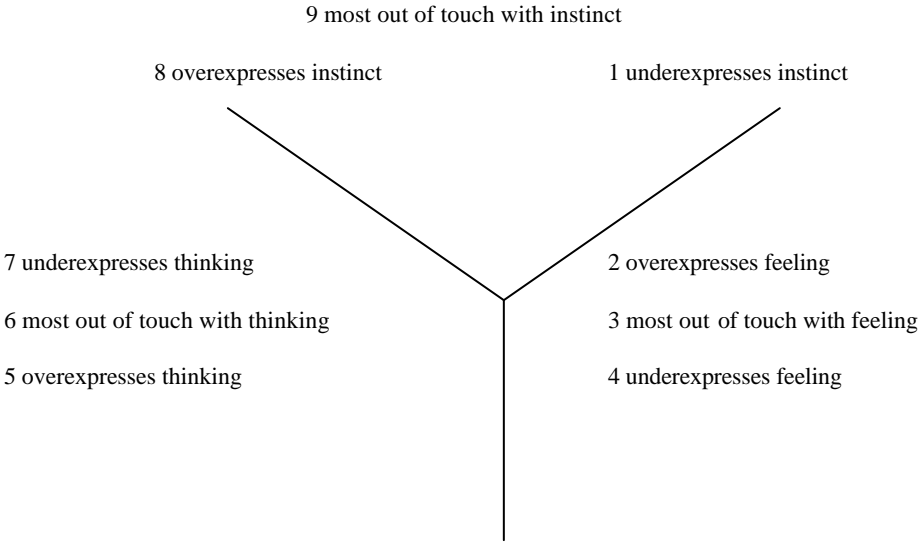 9 most out of touch with instinct
8 overexpresses instinct
1 underexpresses instinct
7 underexpresses thinking
2 overexpresses feeling
6 most out of touch with thinking
3 most out of touch with feeling
5 overexpresses thinking
4 underexpresses feeling